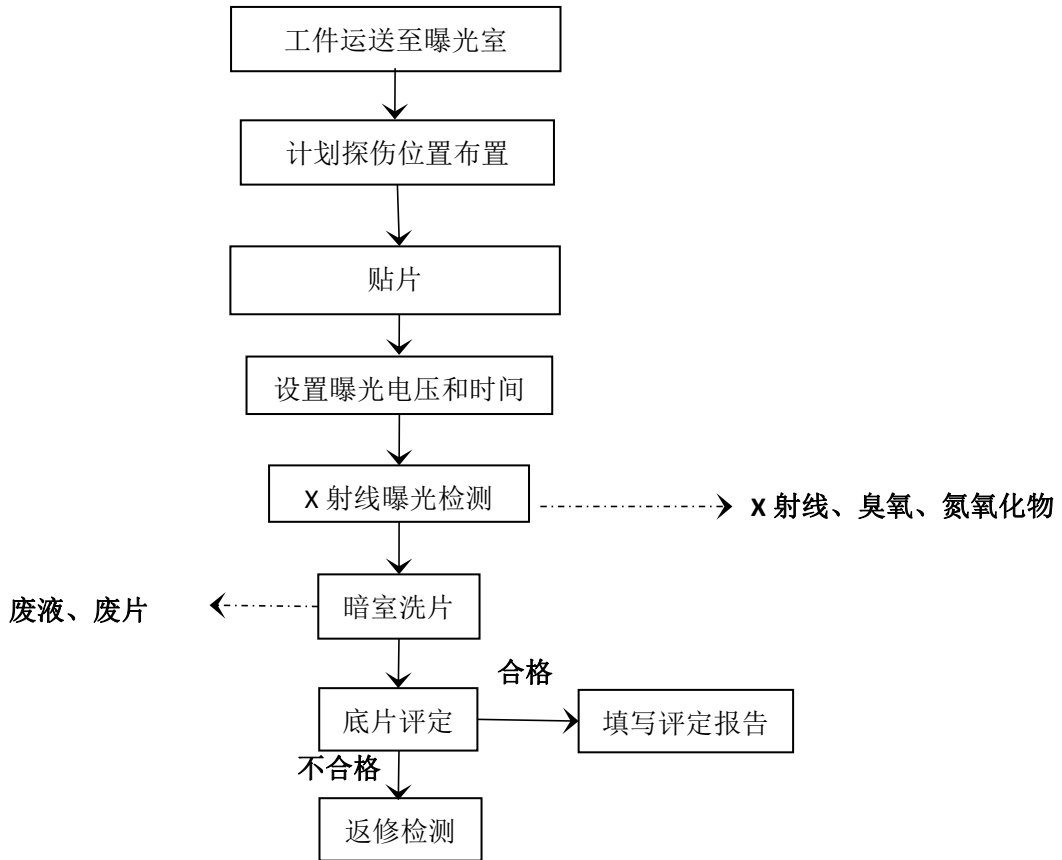 工件运送至曝光室
计划探伤位置布置
贴片
设置曝光电压和时间
X 射线曝光检测
X 射线、臭氧、氮氧化物
暗室洗片
废液、废片
合格
底片评定
填写评定报告
不合格
返修检测